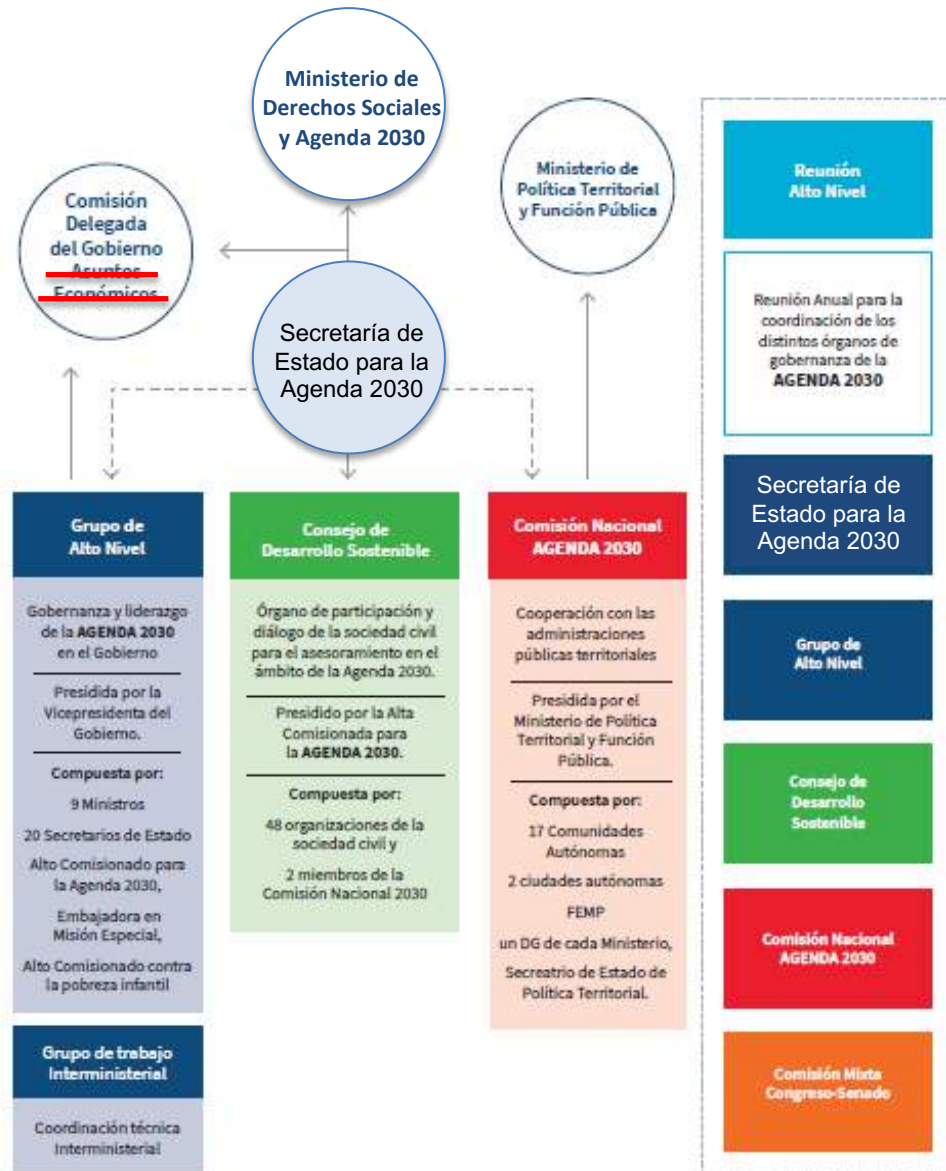 Ministerio de
Derechos Sociales
y Agenda 2030
Comisión
Delegada
del Gobierno
Asuntos
Económicos
Ministerio de
Política Territorial
y Función Pública
Secretaría de
Estado para la
Agenda 2030
Grupo de
Alto Nivel
Gobernanza y liderazgo
de la AGENDA 2030
en el Gobierno
Presidida por la
Vicepresidenta del
Gobierno.
Compuesta por:
9 Ministros
20 Secretarios de Estado
Alto Comisionado para
la Agenda 2030,
Embajadora en
Misión Especial,
Alto Comisionado contra
la pobreza infantil
Grupo de trabajo
Interministerial
Coordinación técnica
Interministerial
Consejo de
Desarrollo Sostenible
Órgano de participación y
diálogo de la sociedad civil
para el asesoramiento en el
ámbito de la Agenda 2030.
Presidido por la Alta
Comisionada para
la AGENDA 2030.
Compuesta por:
48 organizaciones de la
sociedad civil y
2 miembros de la
Comisión Nacional 2030
Comisión Nacional
AGENDA 2030
Cooperación con las
administraciones
públicas territoriales
Presidida por el
Ministerio de Política
Territorial y Función
Pública.
Compuesta por:
17 Comunidades
Autónomas
2 ciudades autónomas
FEMP
un DG de cada Ministerio,
Secreatrio de Estado de
Política Territorial.
Reunión
Alto Nivel
Reunión Anual para la
coordinación de los
distintos órganos de
gobernanza de la
AGENDA 2030
Secretaría de
Estado para la
Agenda 2030
Grupo de
Alto Nivel
Consejo de
Desarrollo
Sostenible
Comisión Nacional
AGENDA 2030
Comisión Mixta
Congreso-Senado